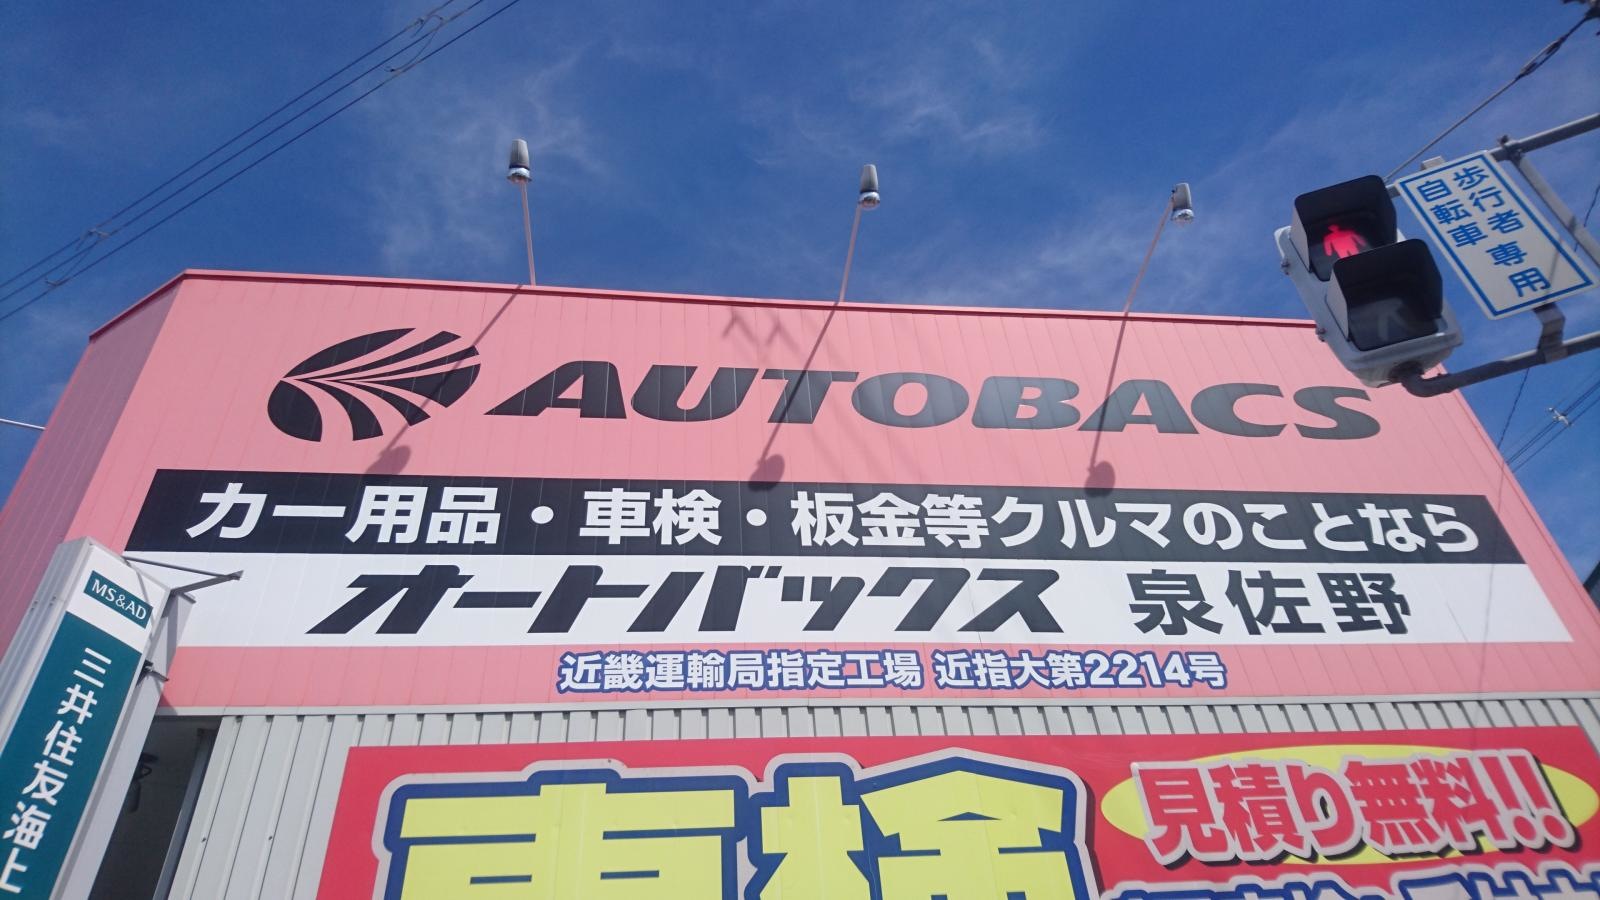 AUTOBACS
カー用品・車検・板金等クルマのことなら
オートバックス 泉佐野
近畿運輸局指定工場 近指大第2214号
車検
見積り無料!!
MS&AD
三井住友海上
歩行者専用
自転車